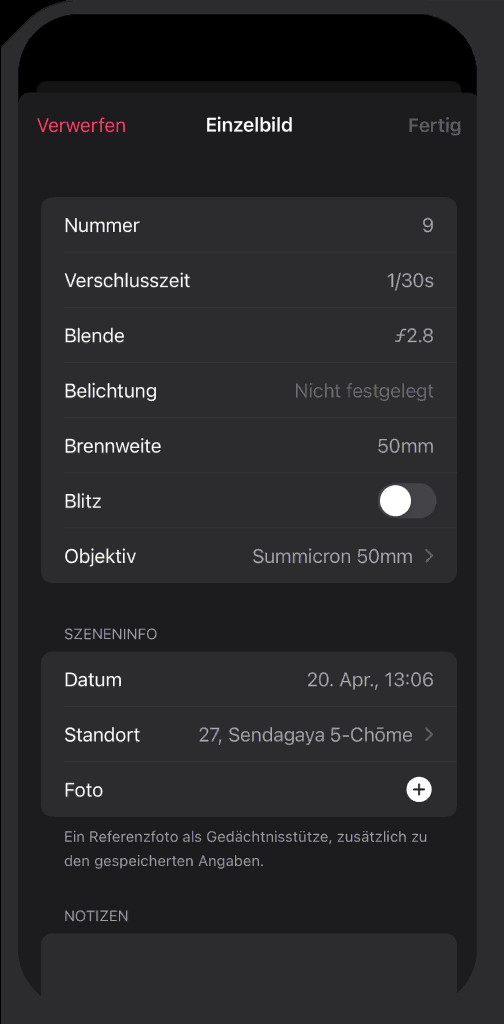 Verwerfen Einzelbild Fertig
Nummer 9
Verschlusszeit 1/30s
Blende ƒ2.8
Belichtung Nicht festgelegt
Brennweite 50mm
Blitz
Objektiv Summicron 50mm
SZENENINFO
Datum 20. Apr., 13:06
Standort 27, Sendagaya 5-Chōme
Foto
Ein Referenzfoto als Gedächtnisstütze, zusätzlich zu
den gespeicherten Angaben.
NOTIZEN